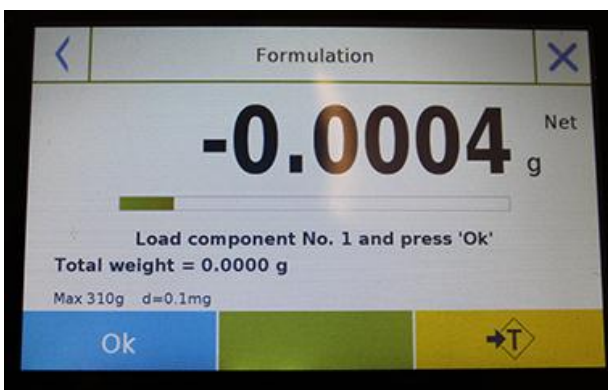 Formulation
-0.0004 g Net
Load component No. 1 and press 'Ok'
Total weight = 0.0000 g
Max 310g d=0.1mg
Ok
T